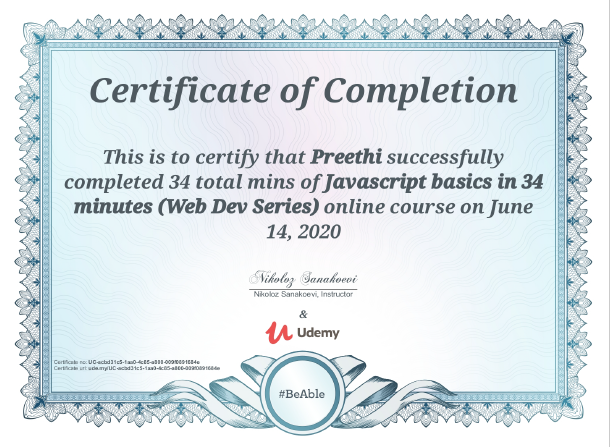 Certificate of Completion
This is to certify that Preethi successfully
completed 34 total mins of Javascript basics in 34
minutes (Web Dev Series) online course on June
14, 2020
Nikoloz Sanakoevi
Nikoloz Sanakoevi, Instructor
&
Udemy
Certificate no:
Certificate url:
#BeAble